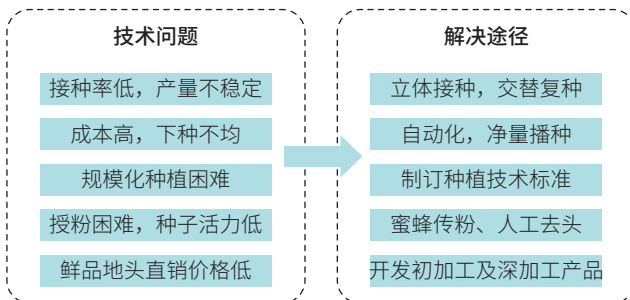 技术问题
接种率低，产量不稳定
成本高，下种不均
规模化种植困难
授粉困难，种子活力低
鲜品地头直销价格低
解决途径
立体接种，交替复种
自动化，净量播种
制订种植技术标准
蜜蜂传粉、人工去头
开发初加工及深加工产品